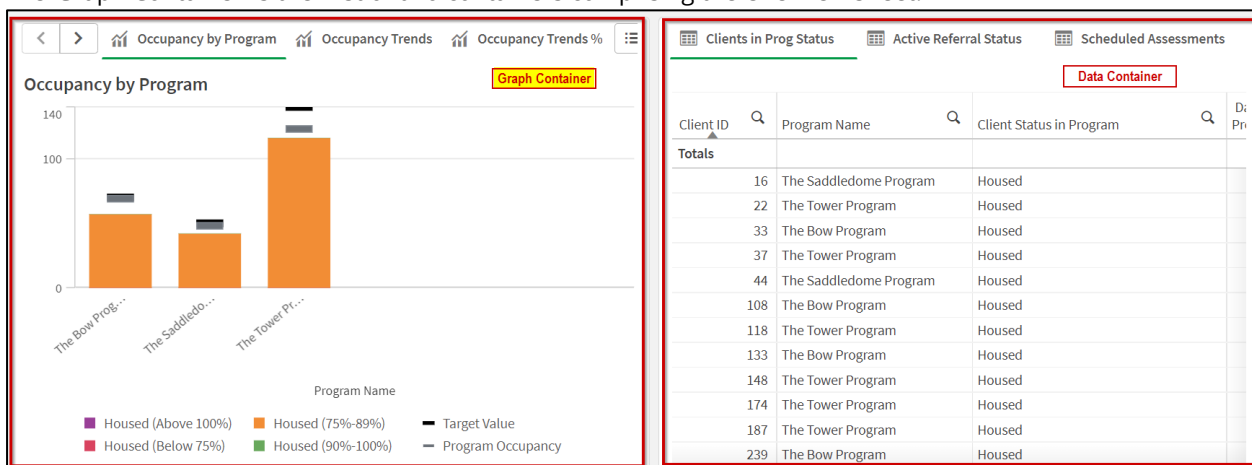 Occupancy by Program
Occupancy Trends
Occupancy Trends %
Occupancy by Program
Graph Container
140
100
0
The Bow Prog...
The Saddledo...
The Tower Pr...
Program Name
Housed (Above 100%)
Housed (75%-89%)
Target Value
Housed (Below 75%)
Housed (90%-100%)
Program Occupancy
Clients in Prog Status
Active Referral Status
Scheduled Assessments
Data Container
Client ID
Program Name
Client Status in Program
Totals
16 The Saddledome Program Housed
22 The Tower Program Housed
33 The Bow Program Housed
37 The Tower Program Housed
44 The Saddledome Program Housed
108 The Bow Program Housed
118 The Tower Program Housed
133 The Bow Program Housed
148 The Tower Program Housed
174 The Tower Program Housed
187 The Tower Program Housed
239 The Bow Program Housed